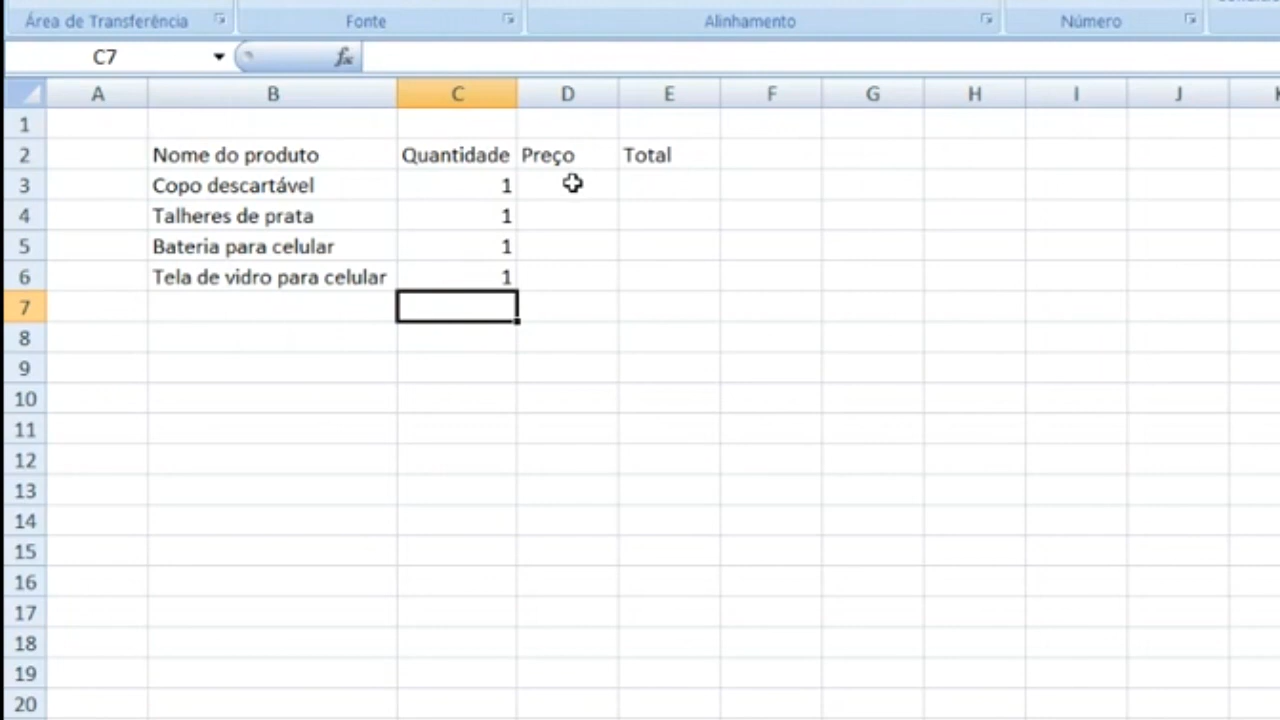 Área de Transferência Fonte Alinhamento Número
C7 fx
A B C D E F G H I J
1
2 Nome do produto Quantidade Preço Total
3 Copo descartável 1
4 Talheres de prata 1
5 Bateria para celular 1
6 Tela de vidro para celular 1
7
8
9
10
11
12
13
14
15
16
17
18
19
20